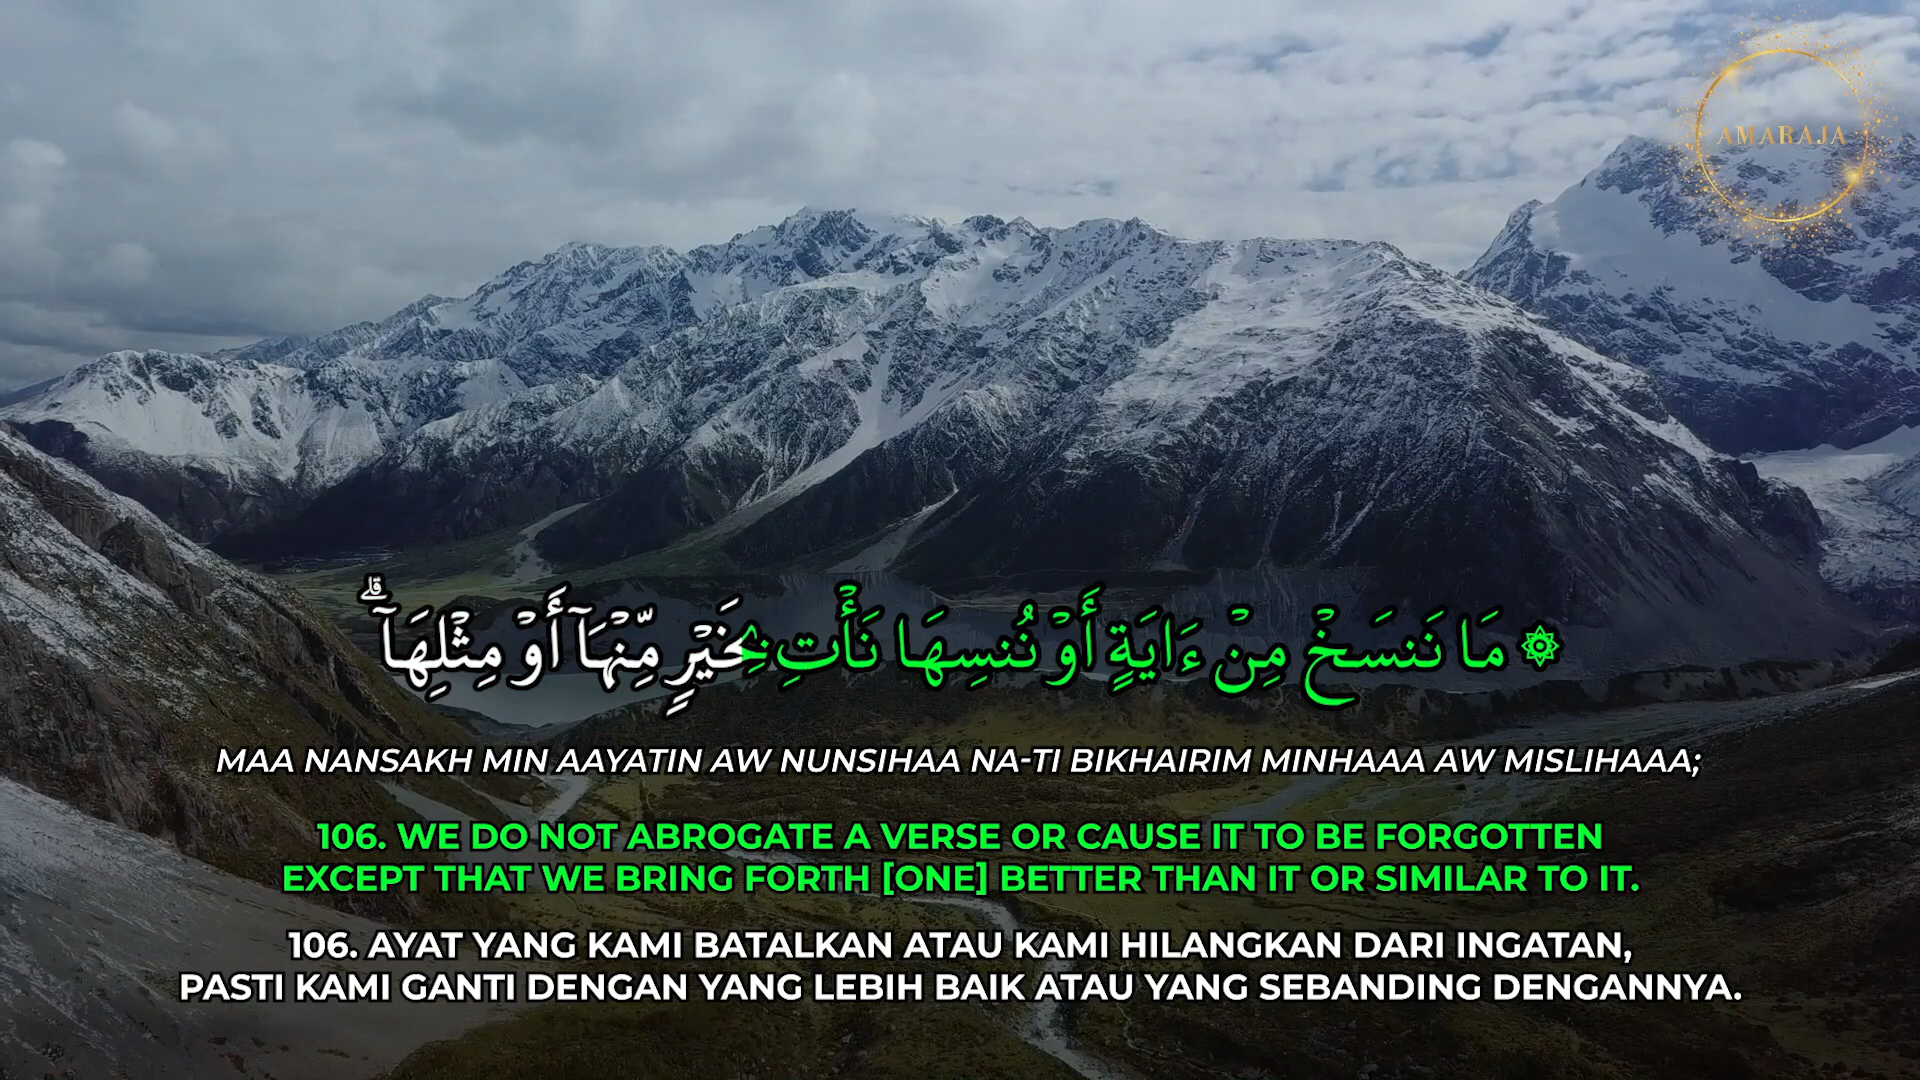 AMARAJA
۞ مَا نَنسَخْ مِنْ ءَايَةٍ أَوْ نُنسِهَا نَأْتِ بِخَيْرٍ مِّنْهَآ أَوْ مِثْلِهَآ ۗ
MAA NANSAKH MIN AAYATIN AW NUNSIHAA NA-TI BIKHAIRIM MINHAAA AW MISLIHAAA;
106. WE DO NOT ABROGATE A VERSE OR CAUSE IT TO BE FORGOTTEN
EXCEPT THAT WE BRING FORTH [ONE] BETTER THAN IT OR SIMILAR TO IT.
106. AYAT YANG KAMI BATALKAN ATAU KAMI HILANGKAN DARI INGATAN,
PASTI KAMI GANTI DENGAN YANG LEBIH BAIK ATAU YANG SEBANDING DENGANNYA.